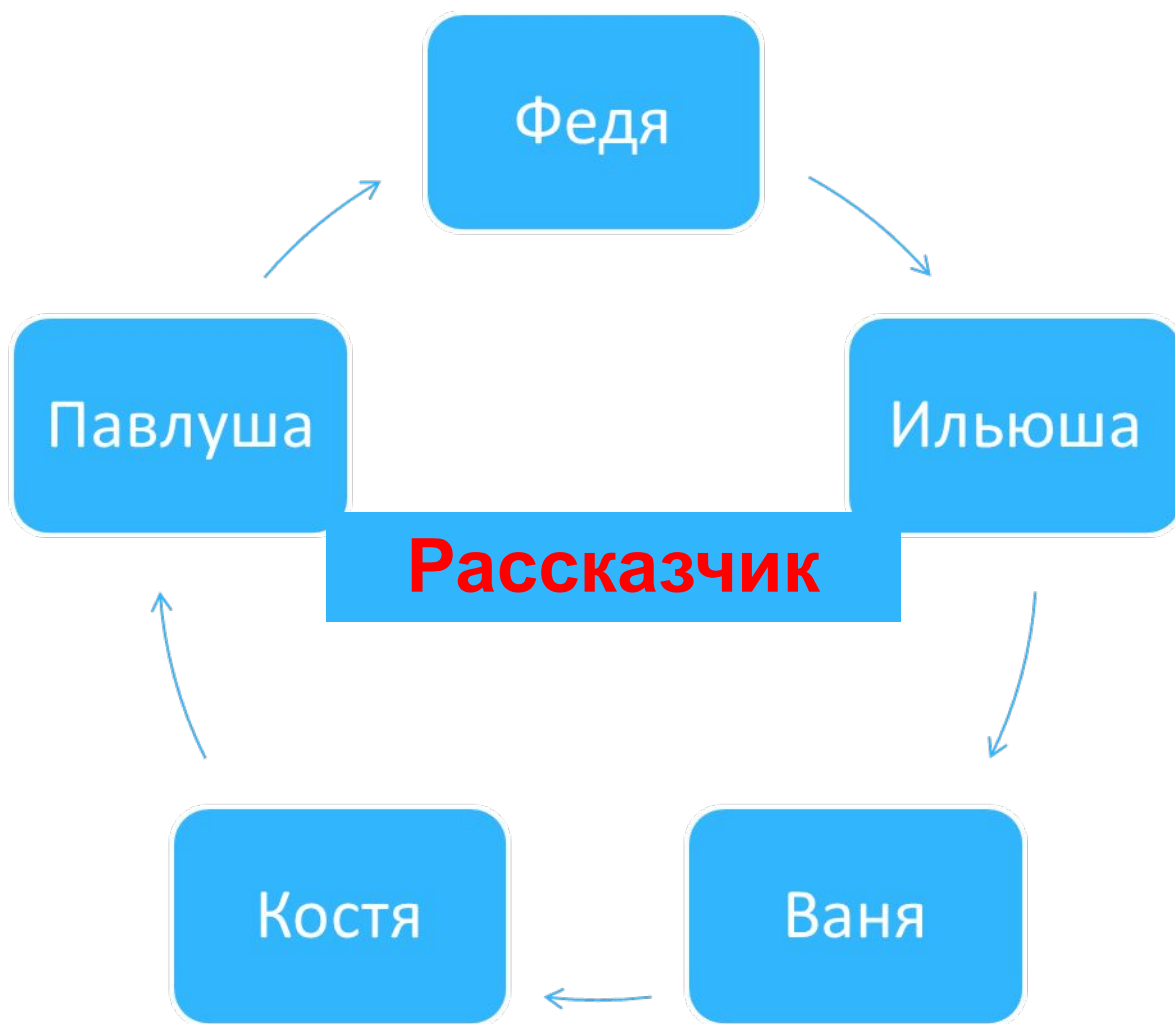 Федя
Павлуша
Ильюша
Рассказчик
Костя
Ваня